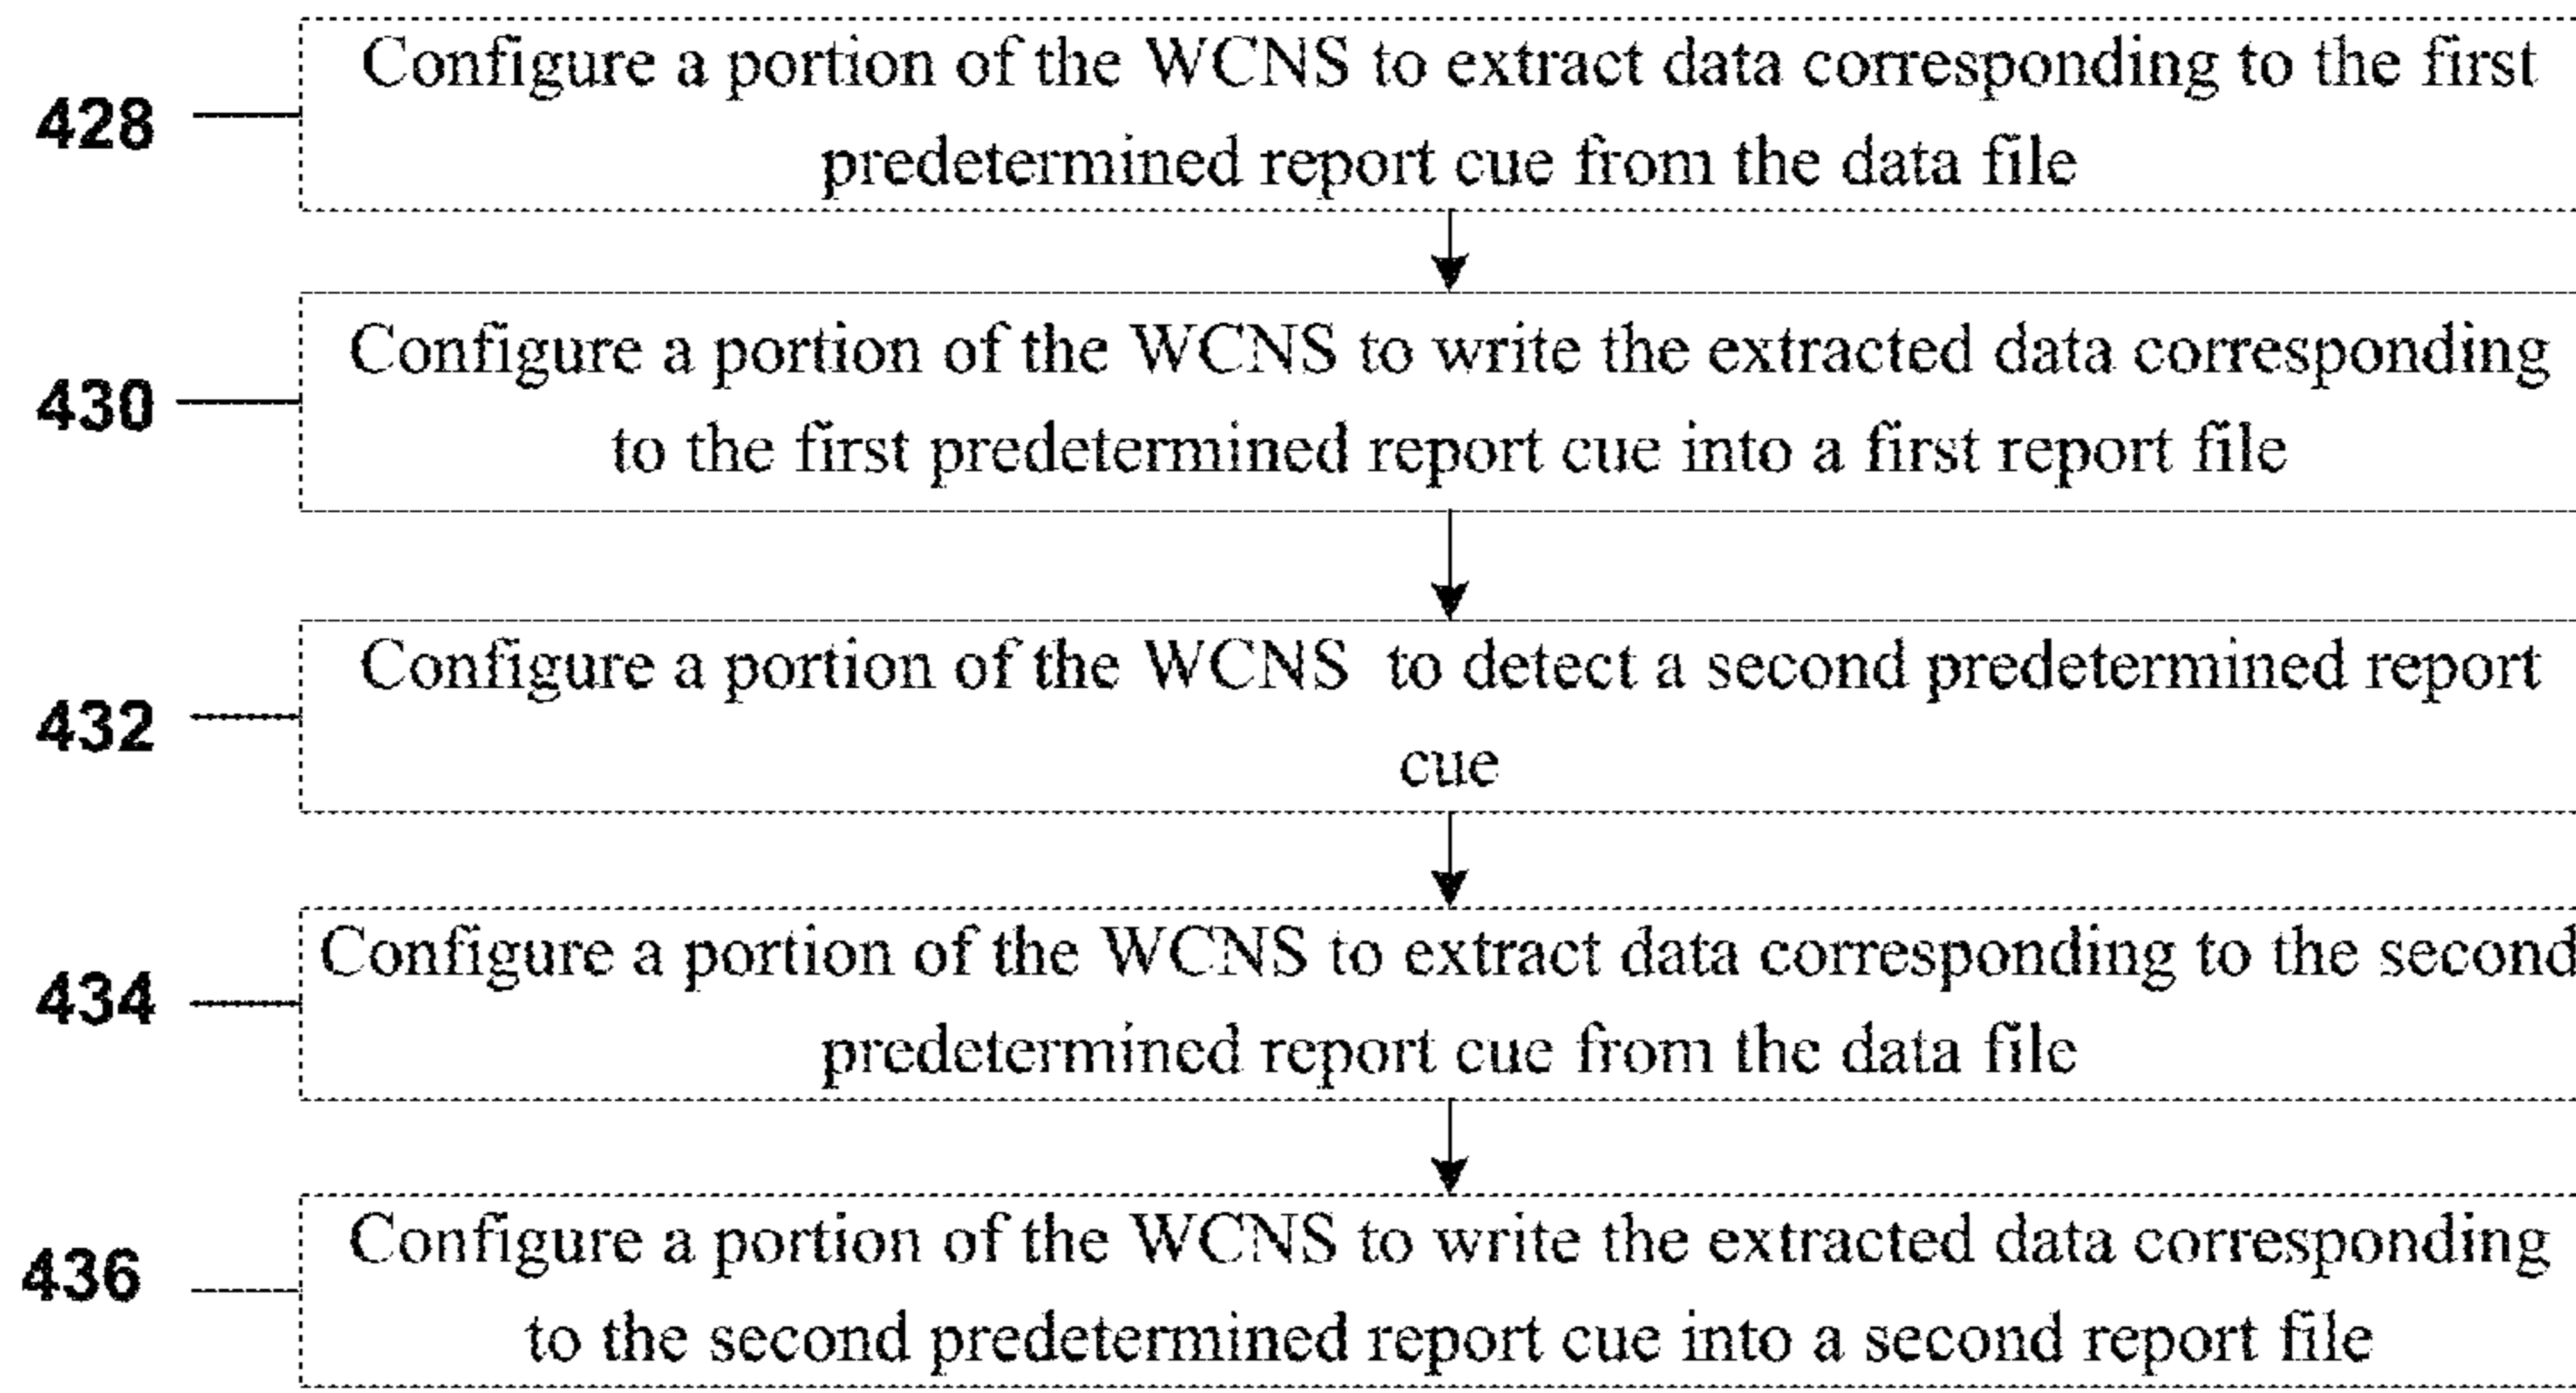 428
Configure a portion of the WCNS to extract data corresponding to the first
predetermined report cue from the data file
430
Configure a portion of the WCNS to write the extracted data corresponding
to the first predetermined report cue into a first report file
432
Configure a portion of the WCNS to detect a second predetermined report
cue
434
Configure a portion of the WCNS to extract data corresponding to the second
predetermined report cue from the data file
436
Configure a portion of the WCNS to write the extracted data corresponding
to the second predetermined report cue into a second report file